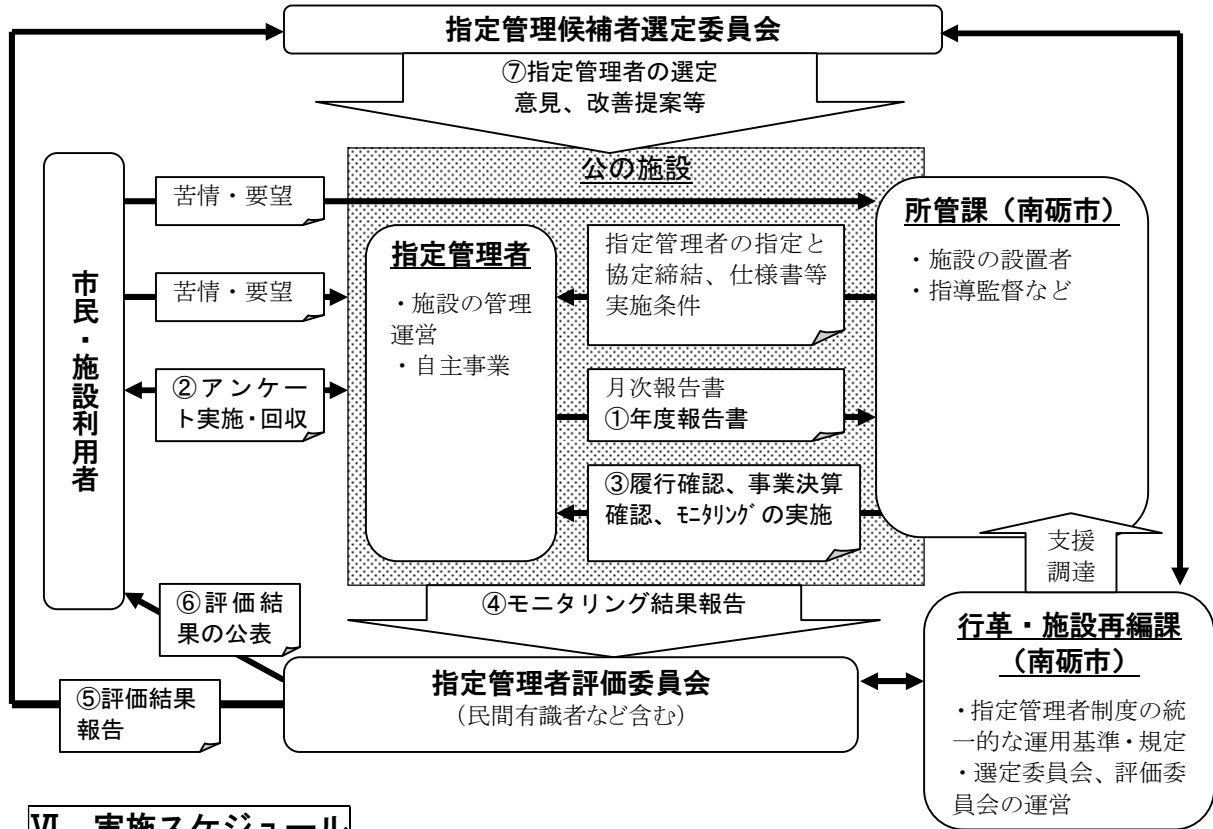 指定管理候補者選定委員会
⑦指定管理者の選定
意見、改善提案等
公の施設
市民・施設利用者
苦情・要望
苦情・要望
②アンケー
ト実施・回収
指定管理者
・施設の管理
運営
・自主事業
指定管理者の指定と
協定締結、仕様書等
実施条件
月次報告書
①年度報告書
③履行確認、事業決算
確認、ﾓﾆﾀﾘﾝｸﾞの実施
所管課（南砺市）
・施設の設置者
・指導監督など
支援
調達
④モニタリング結果報告
⑥評価結
果の公表
⑤評価結果
報告
指定管理者評価委員会
（民間有識者など含む）
行革・施設再編課
（南砺市）
・指定管理者制度の統
一的な運用基準・規定
・選定委員会、評価委
員会の運営
Ⅵ 実施スケジュール